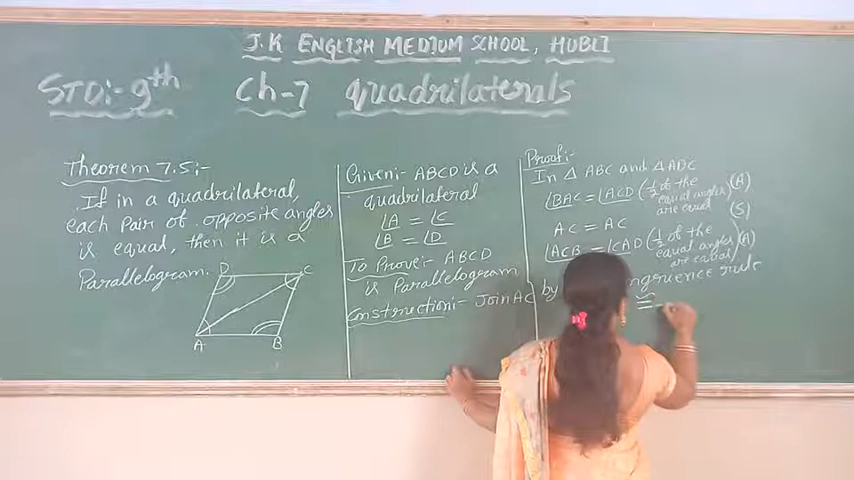 J.K ENGLISH MEDIUM SCHOOL, HUBLI
STD:- 9th
Ch-7 quadrilaterals
Theorem 7.5:-
If in a quadrilateral,
each Pair of opposite angles
is equal, then it is a
Parallelogram.
D C
A B
Given:- ABCD is a
quadrilateral
∠A = ∠C
∠B = ∠D
To Prove:- ABCD
is Parallelogram
Construction:- Join AC
Proof:-
In △ ABC and △ ADC
∠BAC = ∠ACD (½ of the
equal angles
are equal) (A)
AC = AC (S)
∠ACB = ∠CAD (½ of the
equal angles
are equal) (A)
by congruence rule
≅